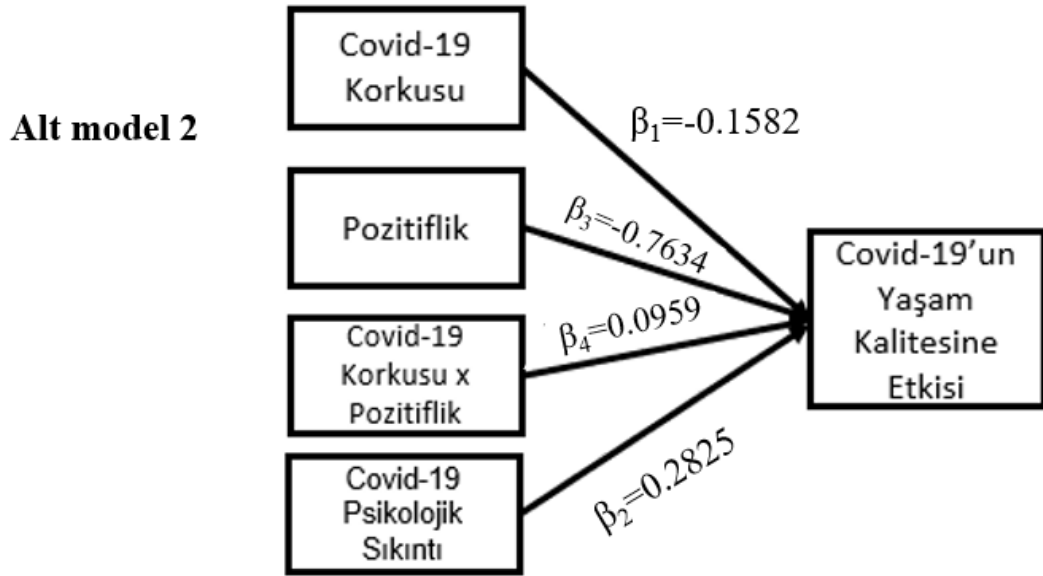 Alt model 2
Covid-19
Korkusu
β₁=-0.1582
Pozitiflik
β₃=-0.7634
Covid-19
Korkusu x
Pozitiflik
β₄=0.0959
Covid-19
Psikolojik
Sıkıntı
β₂=0.2825
Covid-19’un
Yaşam
Kalitesine
Etkisi